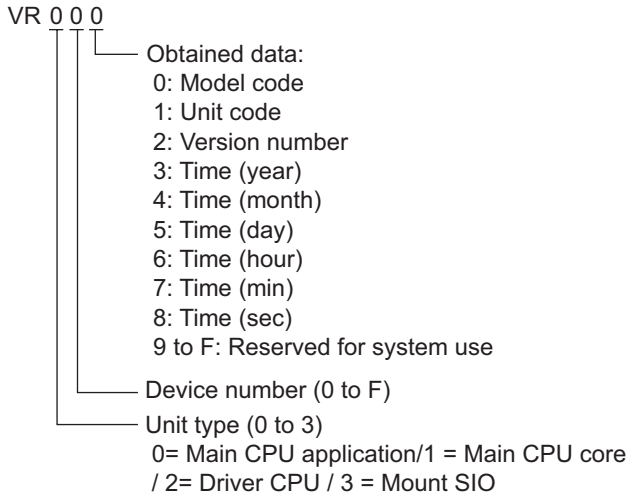 VR 0 0 0
Obtained data:
0: Model code
1: Unit code
2: Version number
3: Time (year)
4: Time (month)
5: Time (day)
6: Time (hour)
7: Time (min)
8: Time (sec)
9 to F: Reserved for system use
Device number (0 to F)
Unit type (0 to 3)
0= Main CPU application/1 = Main CPU core
/ 2= Driver CPU / 3 = Mount SIO